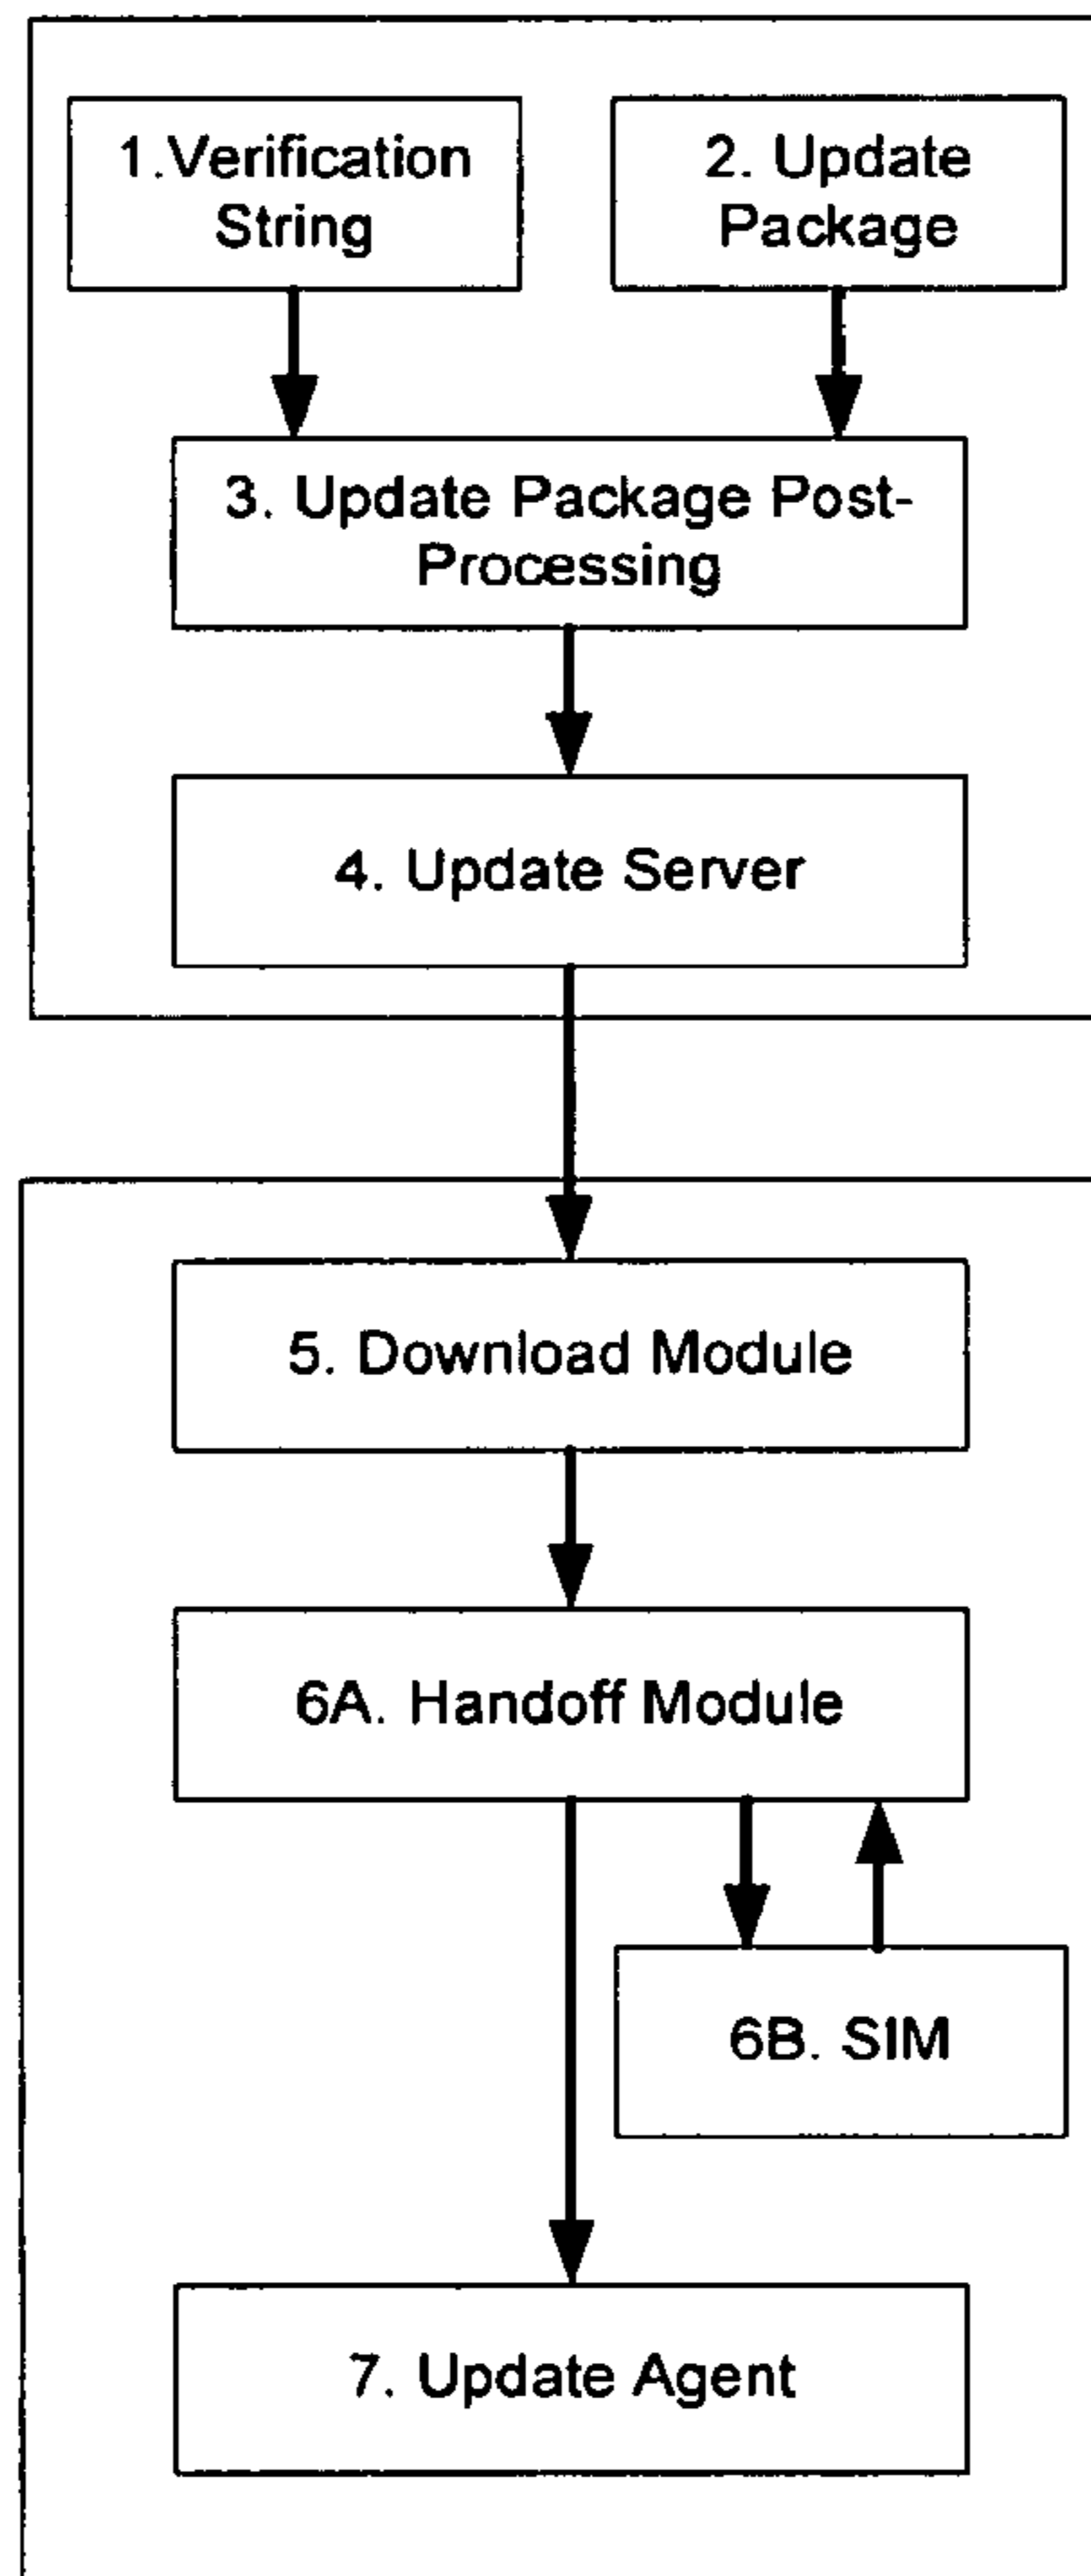 1.Verification
String
2. Update
Package
3. Update Package Post-
Processing
4. Update Server
5. Download Module
6A. Handoff Module
6B. SIM
7. Update Agent